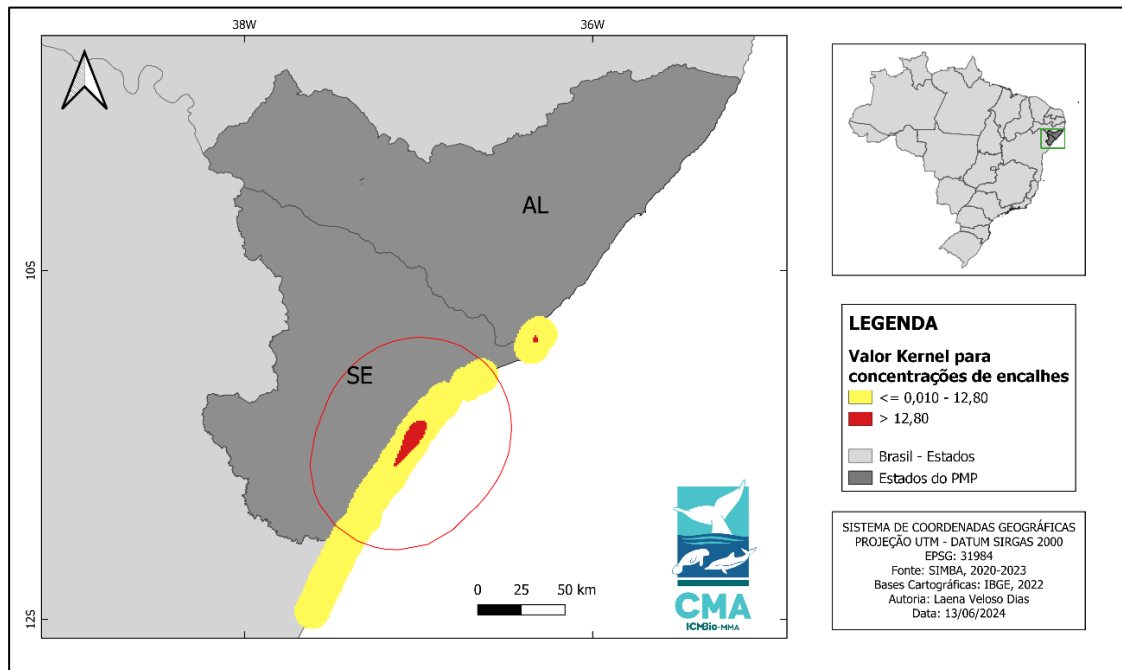 38W
36W
10S
12S
AL
SE
0 25 50 km
CMA
ICMBio-MMA
LEGENDA
Valor Kernel para
concentrações de encalhes
<= 0,010 - 12,80
> 12,80
Brasil - Estados
Estados do PMP
SISTEMA DE COORDENADAS GEOGRÁFICAS
PROJEÇÃO UTM - DATUM SIRGAS 2000
EPSG: 31984
Fonte: SIMBA, 2020-2023
Bases Cartográficas: IBGE, 2022
Autoria: Laena Veloso Dias
Data: 13/06/2024